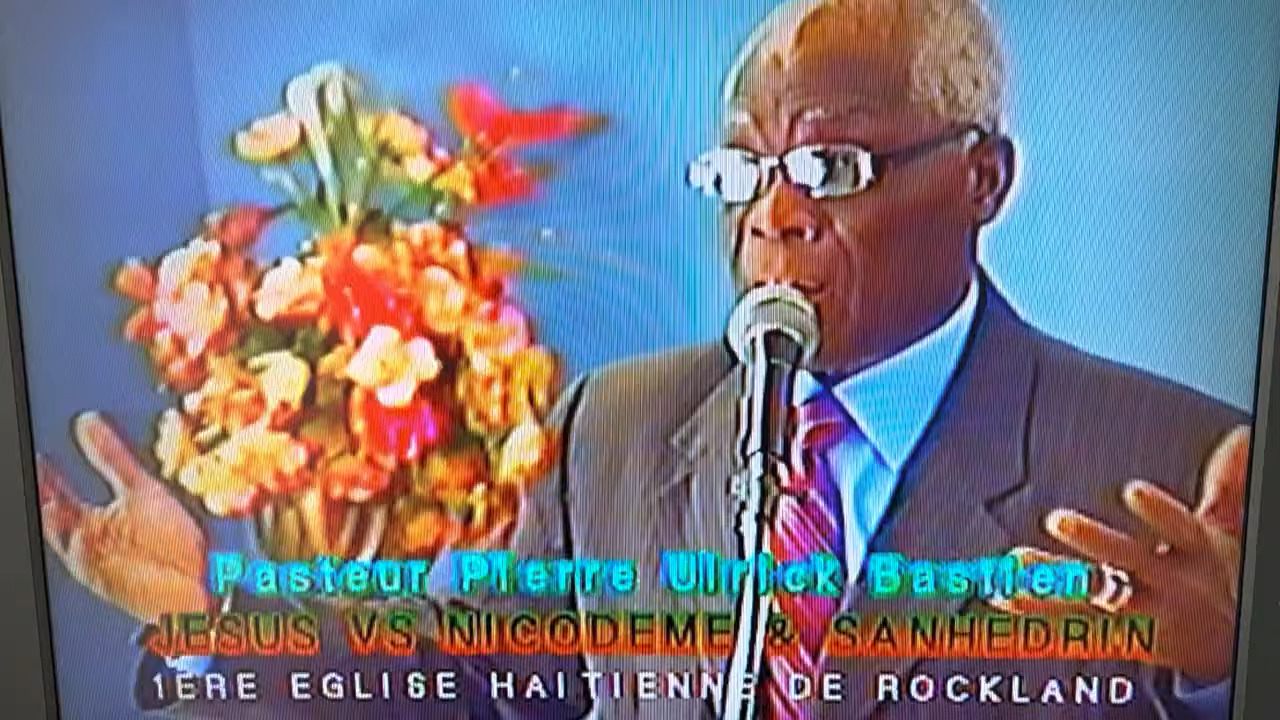 Pasteur Pierre Ulrick Bastien
JESUS VS NICODEME & SANHEDRIN
1ERE EGLISE HAITIENNE DE ROCKLAND